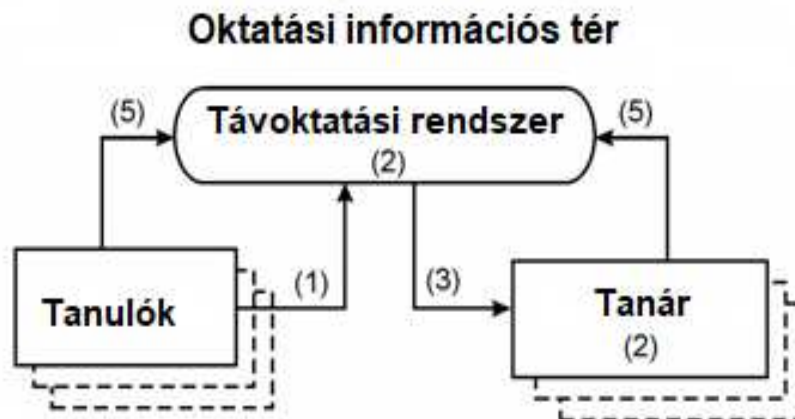 Oktatási információs tér
(5)
Távoktatási rendszer
(5)
(2)
(1)
(3)
Tanulók
Tanár
(2)